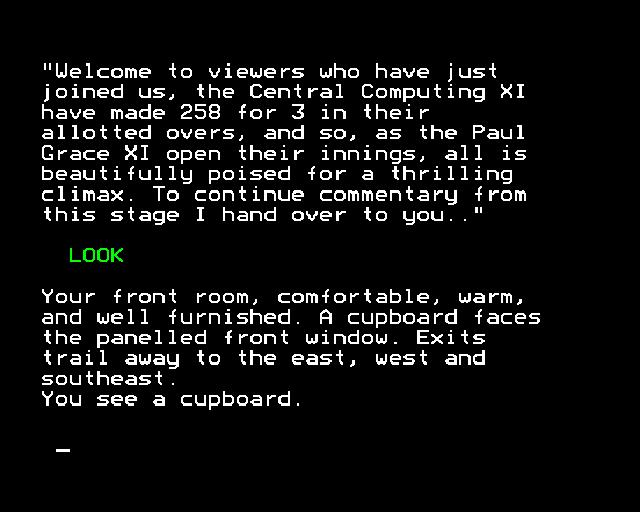 "Welcome to viewers who have just
joined us, the Central Computing XI
have made 258 for 3 in their
allotted overs, and so, as the Paul
Grace XI open their innings, all is
beautifully poised for a thrilling
climax. To continue commentary from
this stage I hand over to you.."
LOOK
Your front room, comfortable, warm,
and well furnished. A cupboard faces
the panelled front window. Exits
trail away to the east, west and
southeast.
You see a cupboard.